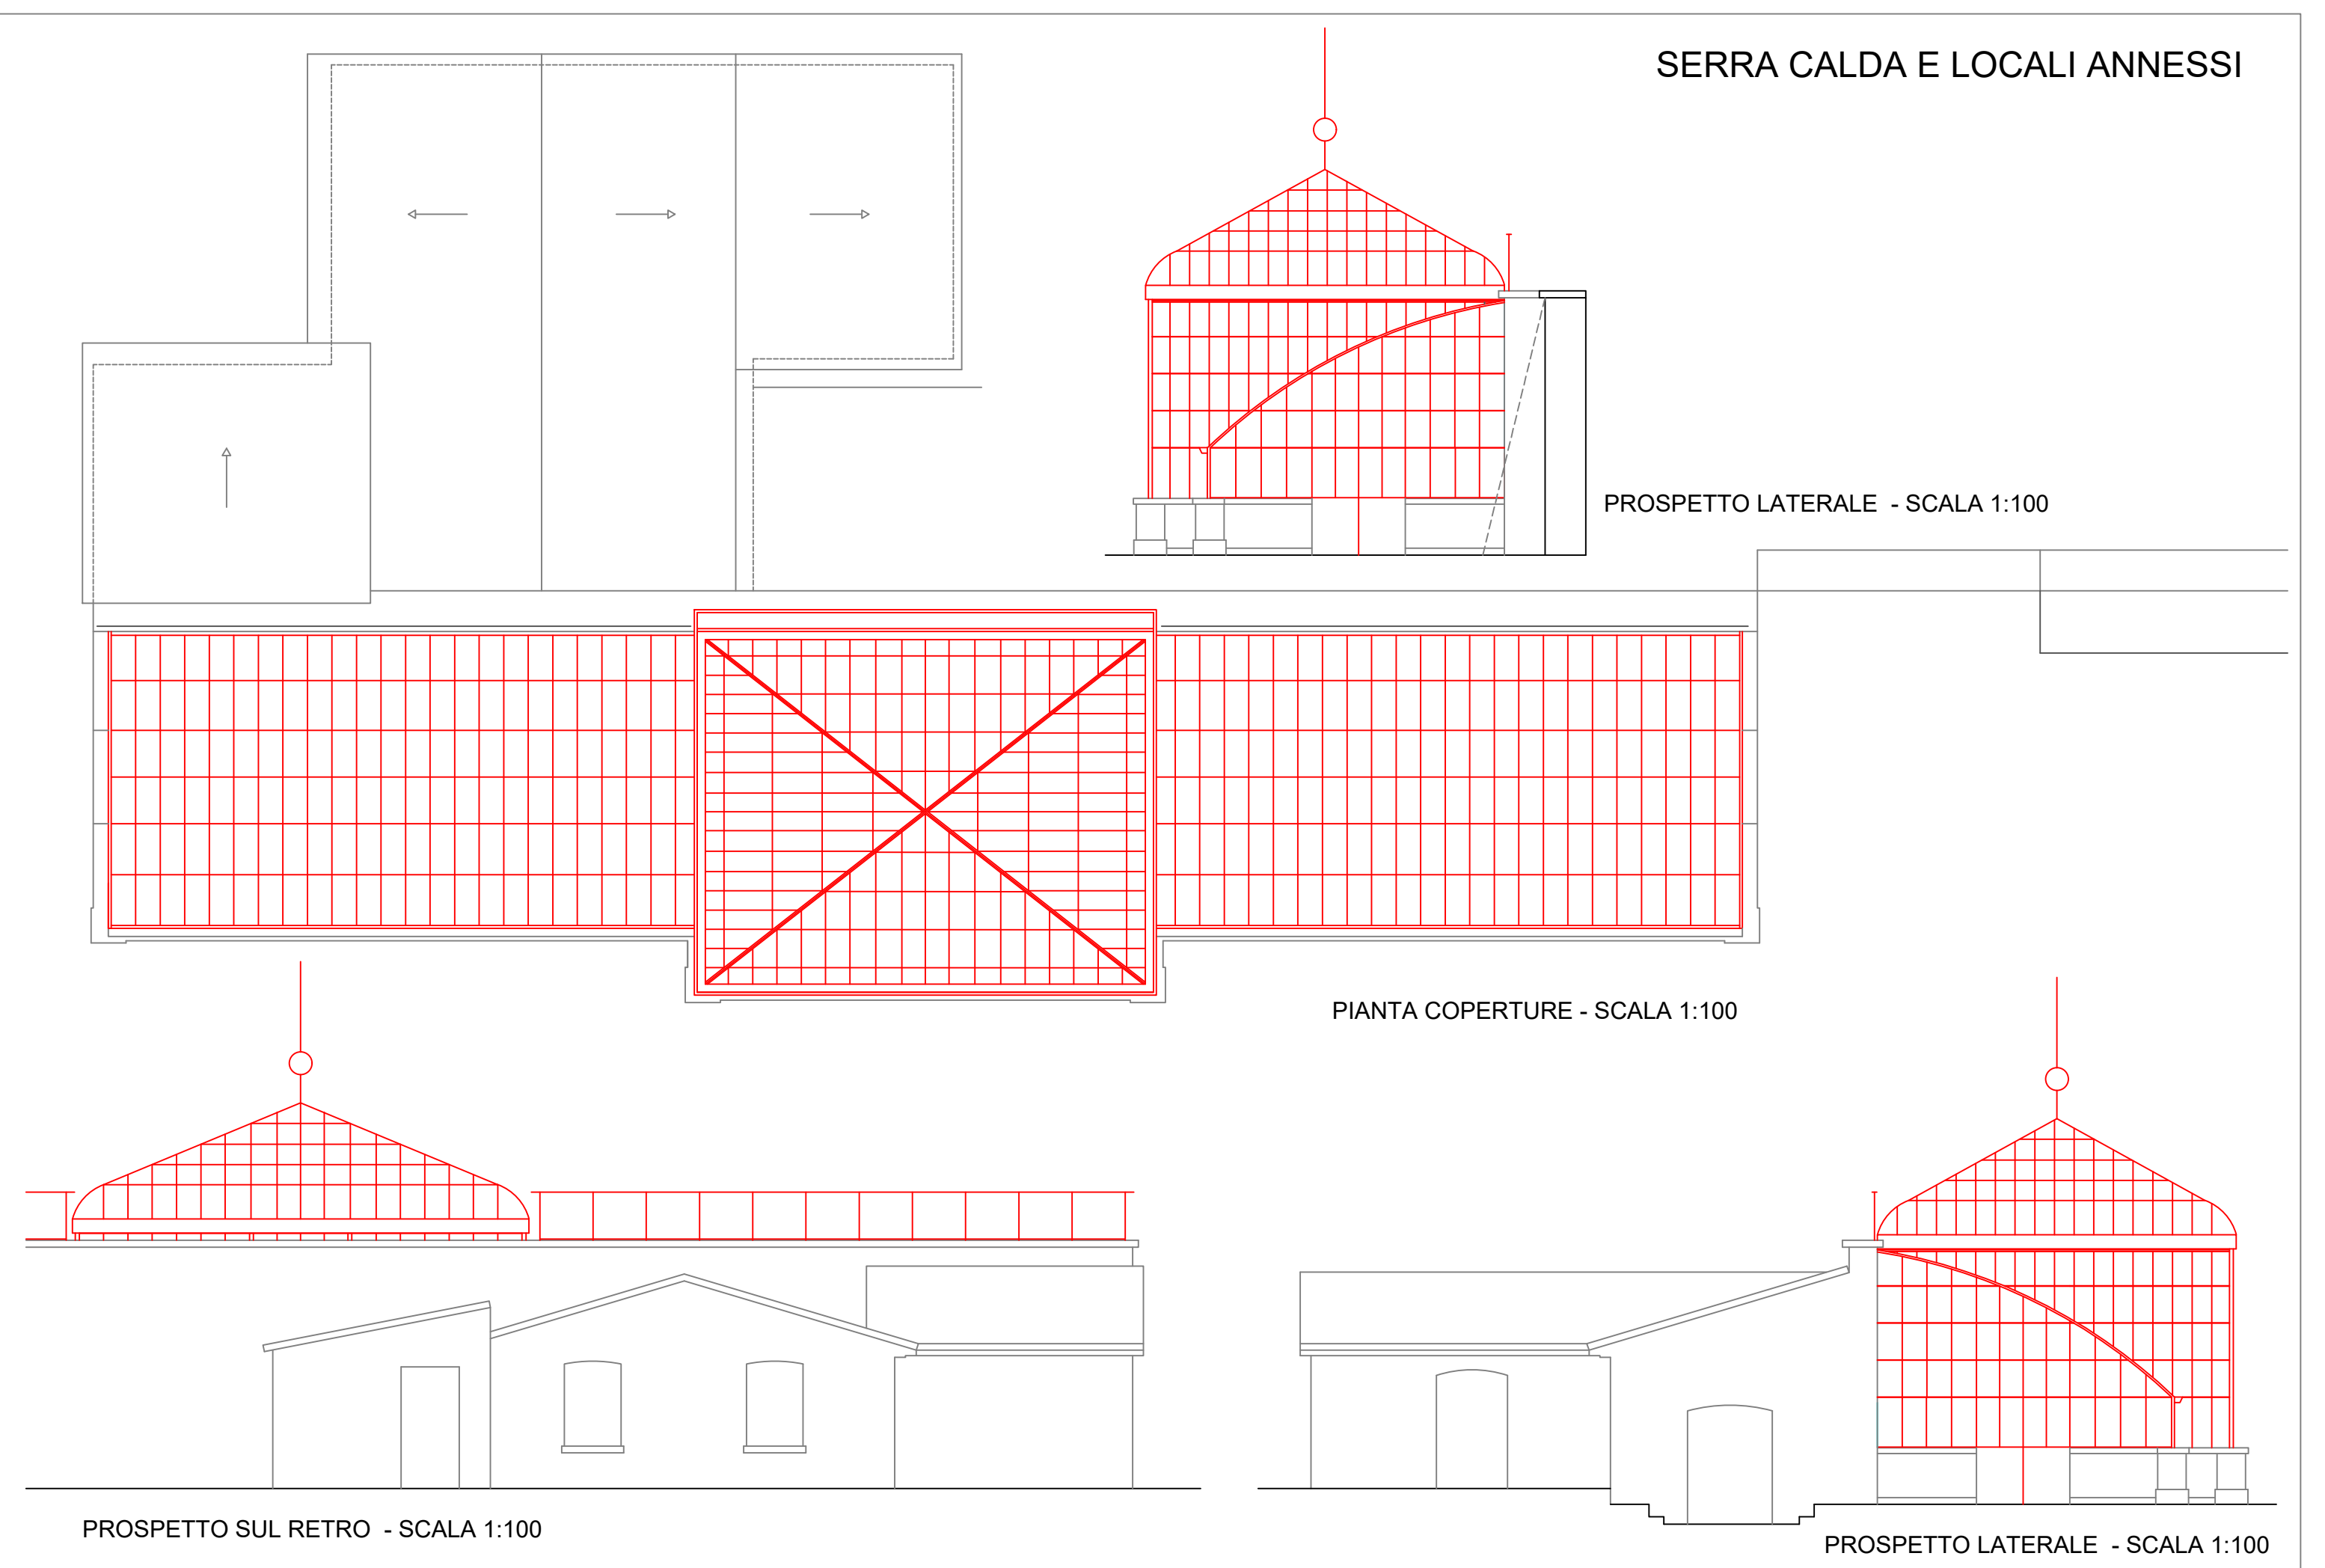 SERRA CALDA E LOCALI ANNESSI
PROSPETTO LATERALE - SCALA 1:100
PIANTA COPERTURE - SCALA 1:100
PROSPETTO SUL RETRO - SCALA 1:100
PROSPETTO LATERALE - SCALA 1:100